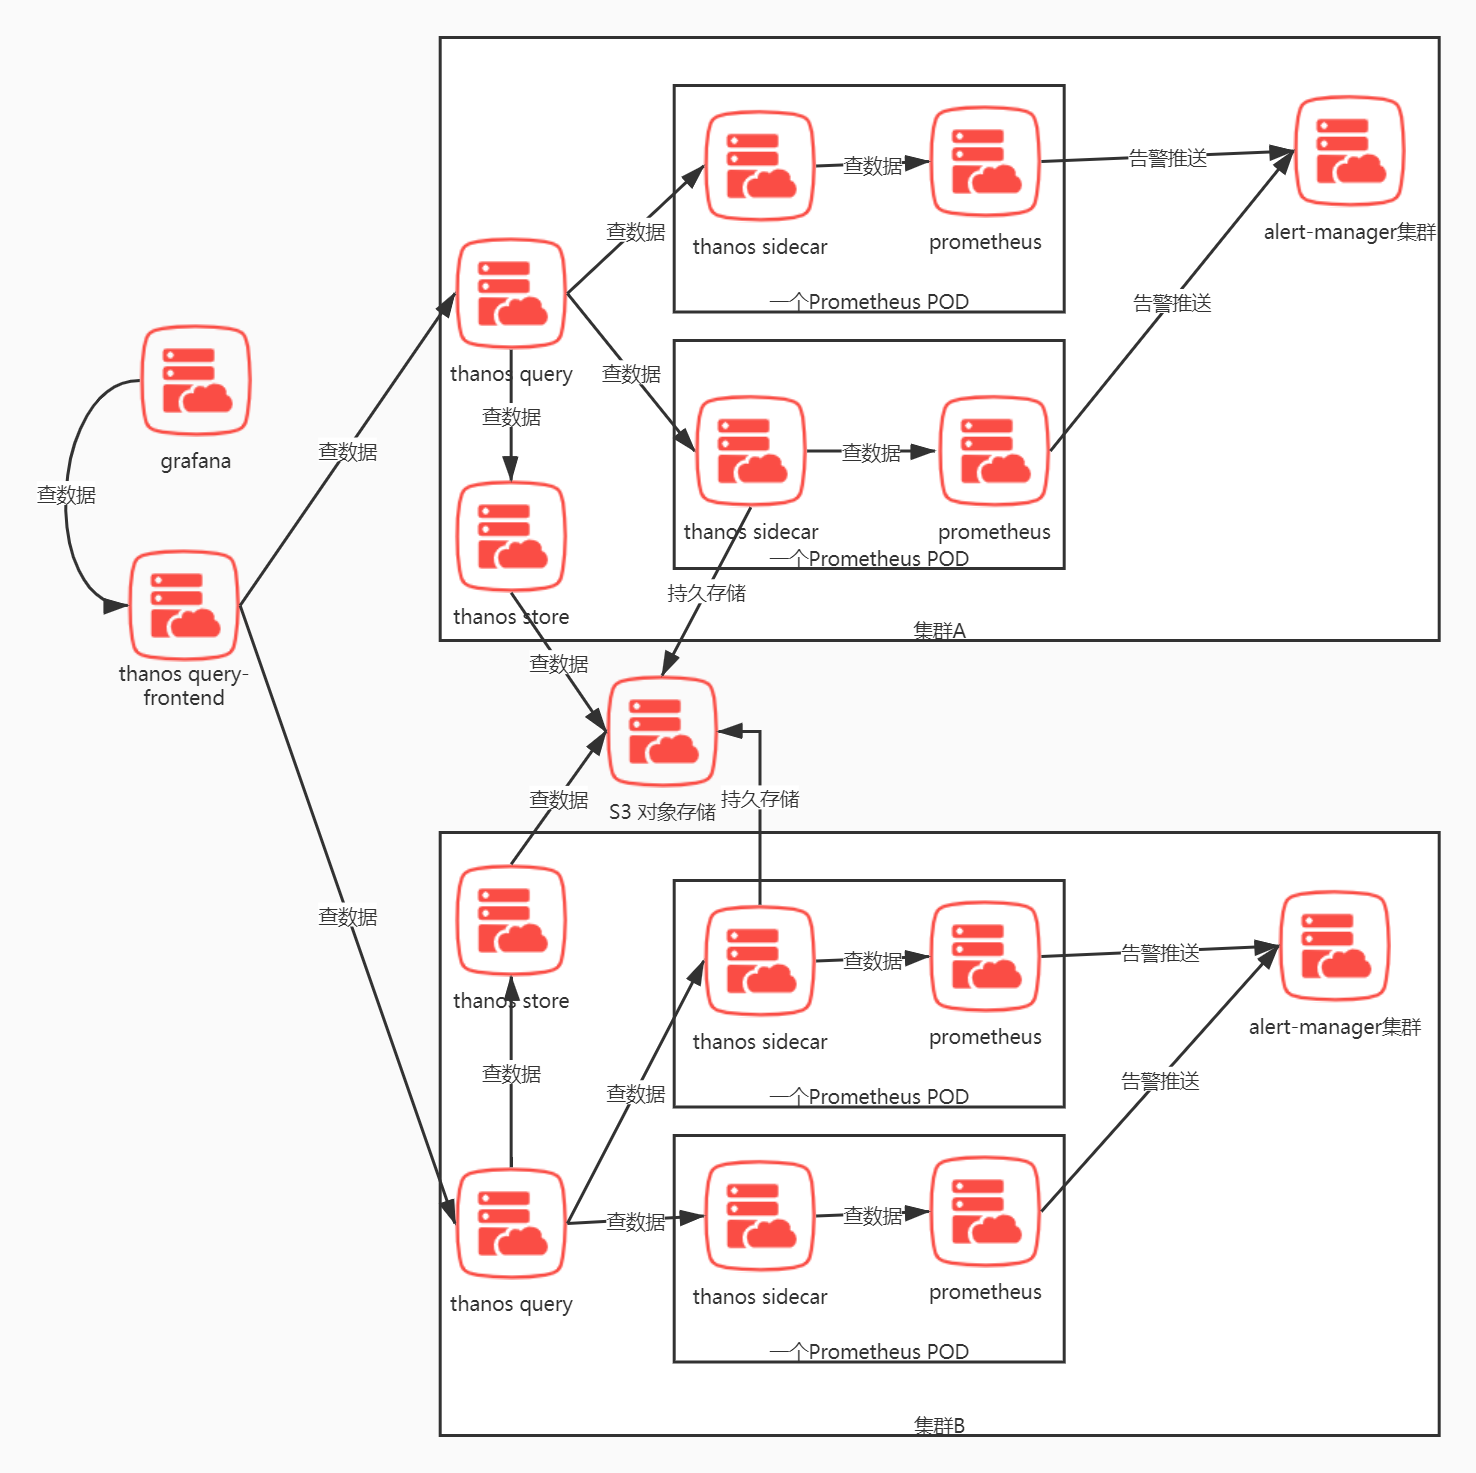 查数据
告警推送
thanos sidecar
prometheus
alert-manager集群
查数据
一个Prometheus POD
告警推送
thanos query
查数据
查数据
grafana
查数据
查数据
查数据
thanos sidecar
prometheus
一个Prometheus POD
持久存储
thanos store
集群A
thanos query-
frontend
查数据
查数据
持久存储
S3 对象存储
查数据
查数据
查数据
告警推送
thanos store
thanos sidecar
prometheus
alert-manager集群
查数据
查数据
一个Prometheus POD
告警推送
查数据
查数据
thanos query
thanos sidecar
prometheus
一个Prometheus POD
集群B